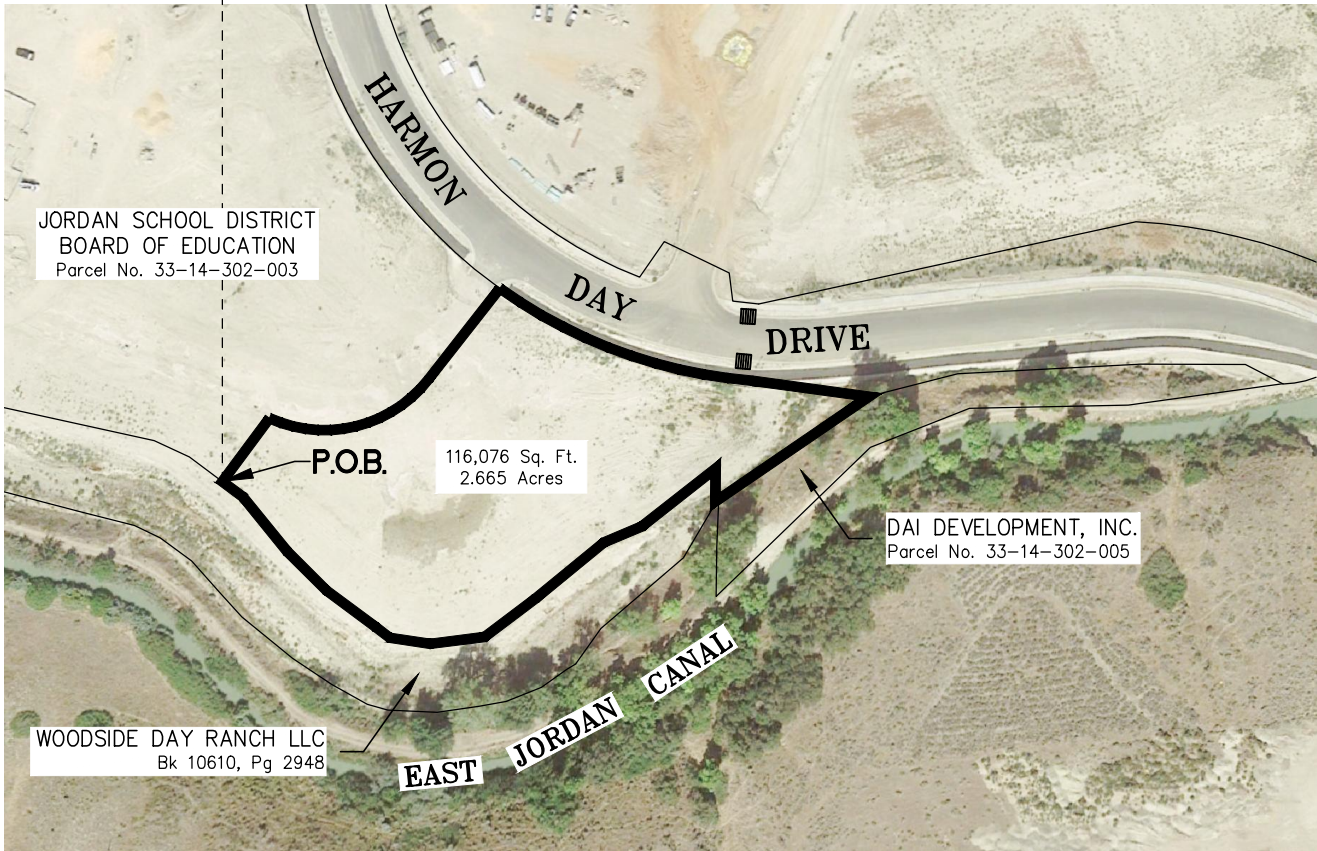 HARMON
DAY
DRIVE
JORDAN SCHOOL DISTRICT
BOARD OF EDUCATION
Parcel No. 33-14-302-003
P.O.B.
116,076 Sq. Ft.
2.665 Acres
DAI DEVELOPMENT, INC.
Parcel No. 33-14-302-005
WOODSIDE DAY RANCH LLC
Bk 10610, Pg 2948
EAST JORDAN CANAL